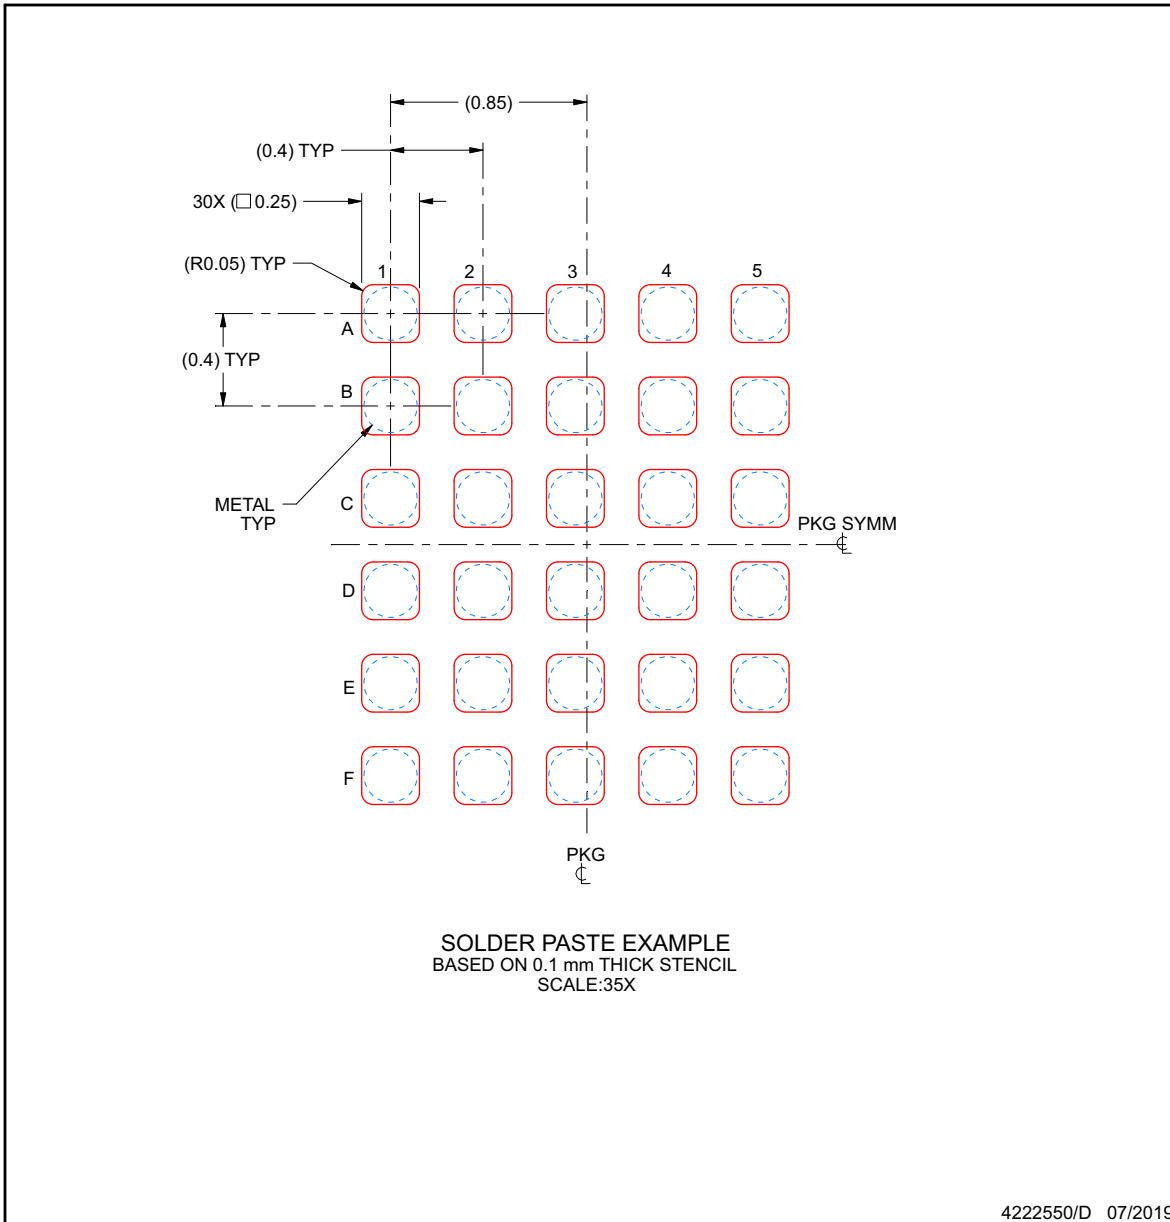 (0.85)
(0.4) TYP
30X (□ 0.25)
(R0.05) TYP
1 2 3 4 5
A
(0.4) TYP
B
METAL
TYP
C
PKG SYMM
℄
D
E
F
PKG
℄
SOLDER PASTE EXAMPLE
BASED ON 0.1 mm THICK STENCIL
SCALE:35X
4222550/D 07/2019